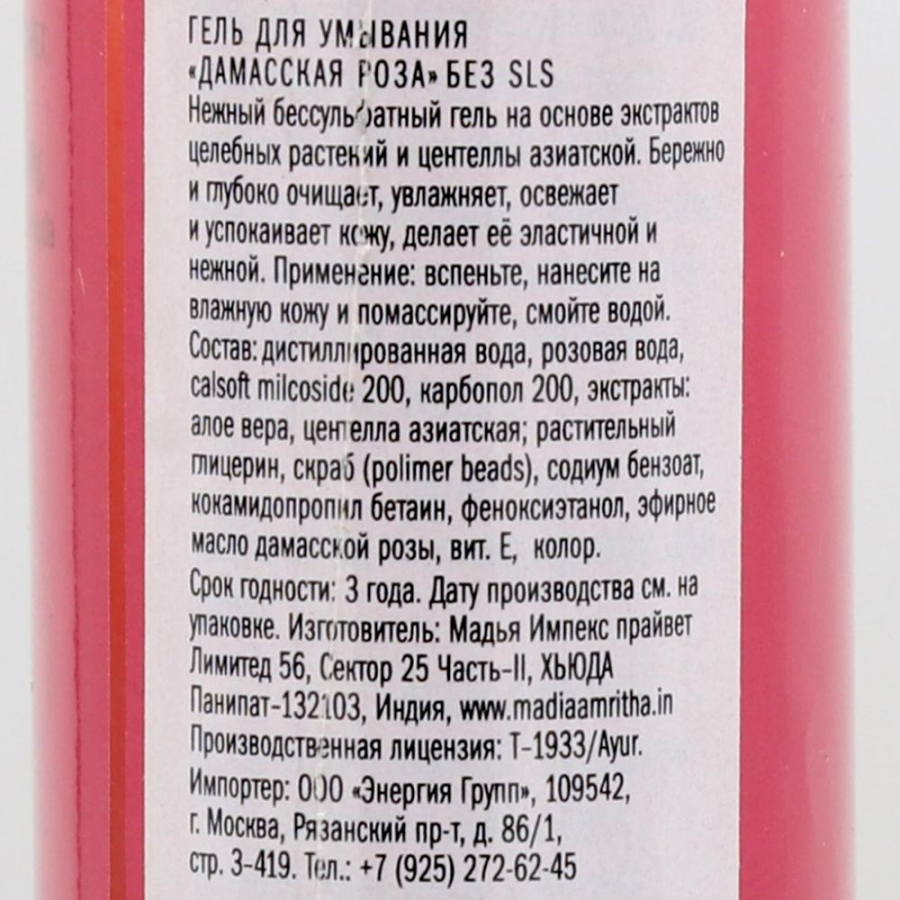 ГЕЛЬ ДЛЯ УМЫВАНИЯ
«ДАМАССКАЯ РОЗА» БЕЗ SLS
Нежный бессульфатный гель на основе экстрактов
целебных растений и центеллы азиатской. Бережно
и глубоко очищает, увлажняет, освежает
и успокаивает кожу, делает её эластичной и
нежной. Применение: вспеньте, нанесите на
влажную кожу и помассируйте, смойте водой.
Состав: дистиллированная вода, розовая вода,
calsoft milcoside 200, карбопол 200, экстракты:
алое вера, центелла азиатская; растительный
глицерин, скраб (polimer beads), содиум бензоат,
кокамидопропил бетаин, феноксиэтанол, эфирное
масло дамасской розы, вит. Е, колор.
Срок годности: 3 года. Дату производства см. на
упаковке. Изготовитель: Мадья Импекс прайвет
Лимитед 56, Сектор 25 Часть-II, ХЬЮДА
Панипат-132103, Индия, www.madiaamritha.in
Производственная лицензия: T-1933/Ayur.
Импортер: ООО «Энергия Групп», 109542,
г. Москва, Рязанский пр-т, д. 86/1,
стр. 3-419. Тел.: +7 (925) 272-62-45